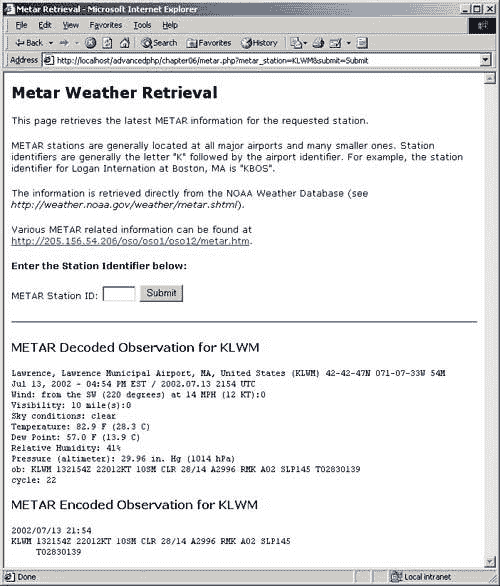 Metar Retrieval - Microsoft Internet Explorer
File Edit View Favorites Tools Help
Back Search Favorites History
Address http://localhost/advancedphp/chapter06/metar.php?metar_station=KLWM&submit=Submit
Metar Weather Retrieval
This page retrieves the latest METAR information for the requested station.
METAR stations are generally located at all major airports and many smaller ones. Station
identifiers are generally the letter "K" followed by the airport identifier. For example, the station
identifier for Logan Internation at Boston, MA is "KBOS".
The information is retrieved directly from the NOAA Weather Database (see
http://weather.noaa.gov/weather/metar.shtml).
Various METAR related information can be found at
http://205.156.54.206/oso/oso1/oso12/metar.htm.
Enter the Station Identifier below:
METAR Station ID: Submit
METAR Decoded Observation for KLWM
Lawrence, Lawrence Municipal Airport, MA, United States (KLWM) 42-42-47N 071-07-33W 54M
Jul 13, 2002 - 04:54 PM EST / 2002.07.13 2154 UTC
Wind: from the SW (220 degrees) at 14 MPH (12 KT):0
Visibility: 10 mile(s):0
Sky conditions: clear
Temperature: 82.9 F (28.3 C)
Dew Point: 57.0 F (13.9 C)
Relative Humidity: 41%
Pressure (altimeter): 29.96 in. Hg (1014 hPa)
ob: KLWM 132154Z 22012KT 10SM CLR 28/14 A2996 RMK AO2 SLP145 T02830139
cycle: 22
METAR Encoded Observation for KLWM
2002/07/13 21:54
KLWM 132154Z 22012KT 10SM CLR 28/14 A2996 RMK AO2 SLP145
T02830139
Done Local intranet